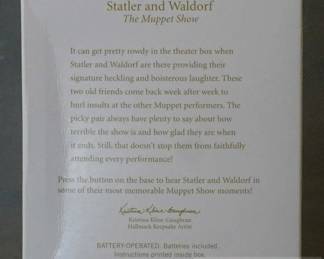 Statler and Waldorf
The Muppet Show
It can get pretty rowdy in the theater box when
Statler and Waldorf are there providing their
signature heckling and boisterous laughter. These
two old friends come back week after week to
hurl insults at the other Muppet performers. The
picky pair always have plenty to say about how
terrible the show is and how glad they are when
it ends. Still, that doesn't stop them from faithfully
attending every performance!
Press the button on the base to hear Statler and Waldorf in
some of their most memorable Muppet Show moments!
Kristina Kline Gaughran
Kristina Kline Gaughran
Hallmark Keepsake Artist
BATTERY-OPERATED. Batteries included.
Instructions printed inside box.